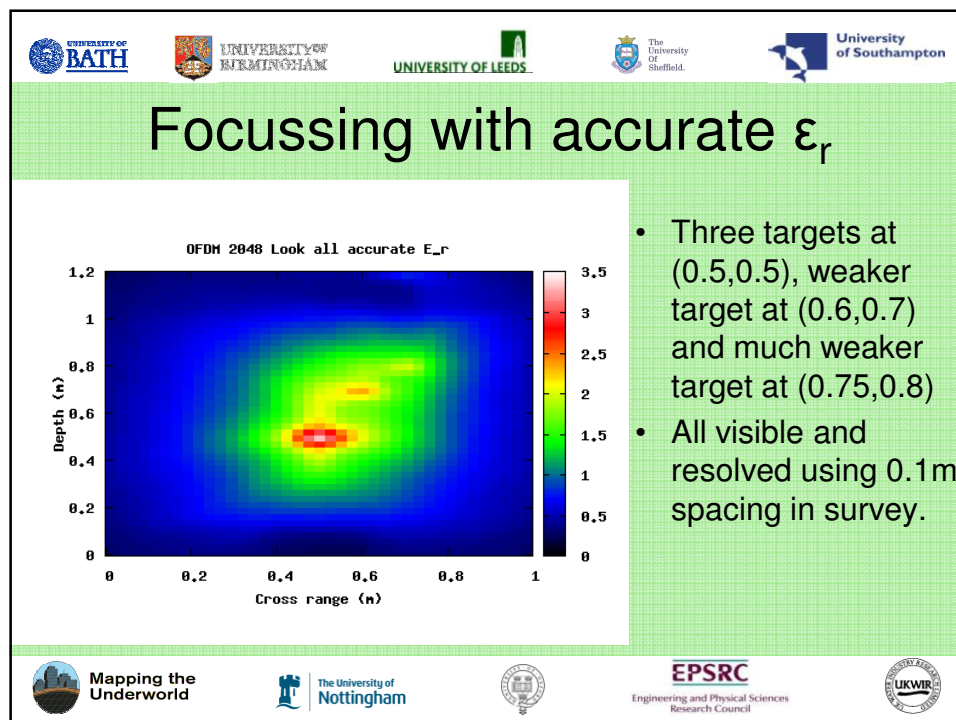 UNIVERSITY OF
BATH
UNIVERSITY OF
BIRMINGHAM
UNIVERSITY OF LEEDS
The
University
Of
Sheffield.
University
of Southampton
Focussing with accurate εr
OFDM 2048 Look all accurate E_r
1.2
1
0.8
0.6
0.4
0.2
0
Depth (m)
0 0.2 0.4 0.6 0.8 1
Cross range (m)
3.5
3
2.5
2
1.5
1
0.5
0
• Three targets at
(0.5,0.5), weaker
target at (0.6,0.7)
and much weaker
target at (0.75,0.8)
• All visible and
resolved using 0.1m
spacing in survey.
Mapping the
Underworld
The University of
Nottingham
EPSRC
Engineering and Physical Sciences
Research Council
UK WATER INDUSTRY RESEARCH LIMITED
UKWIR